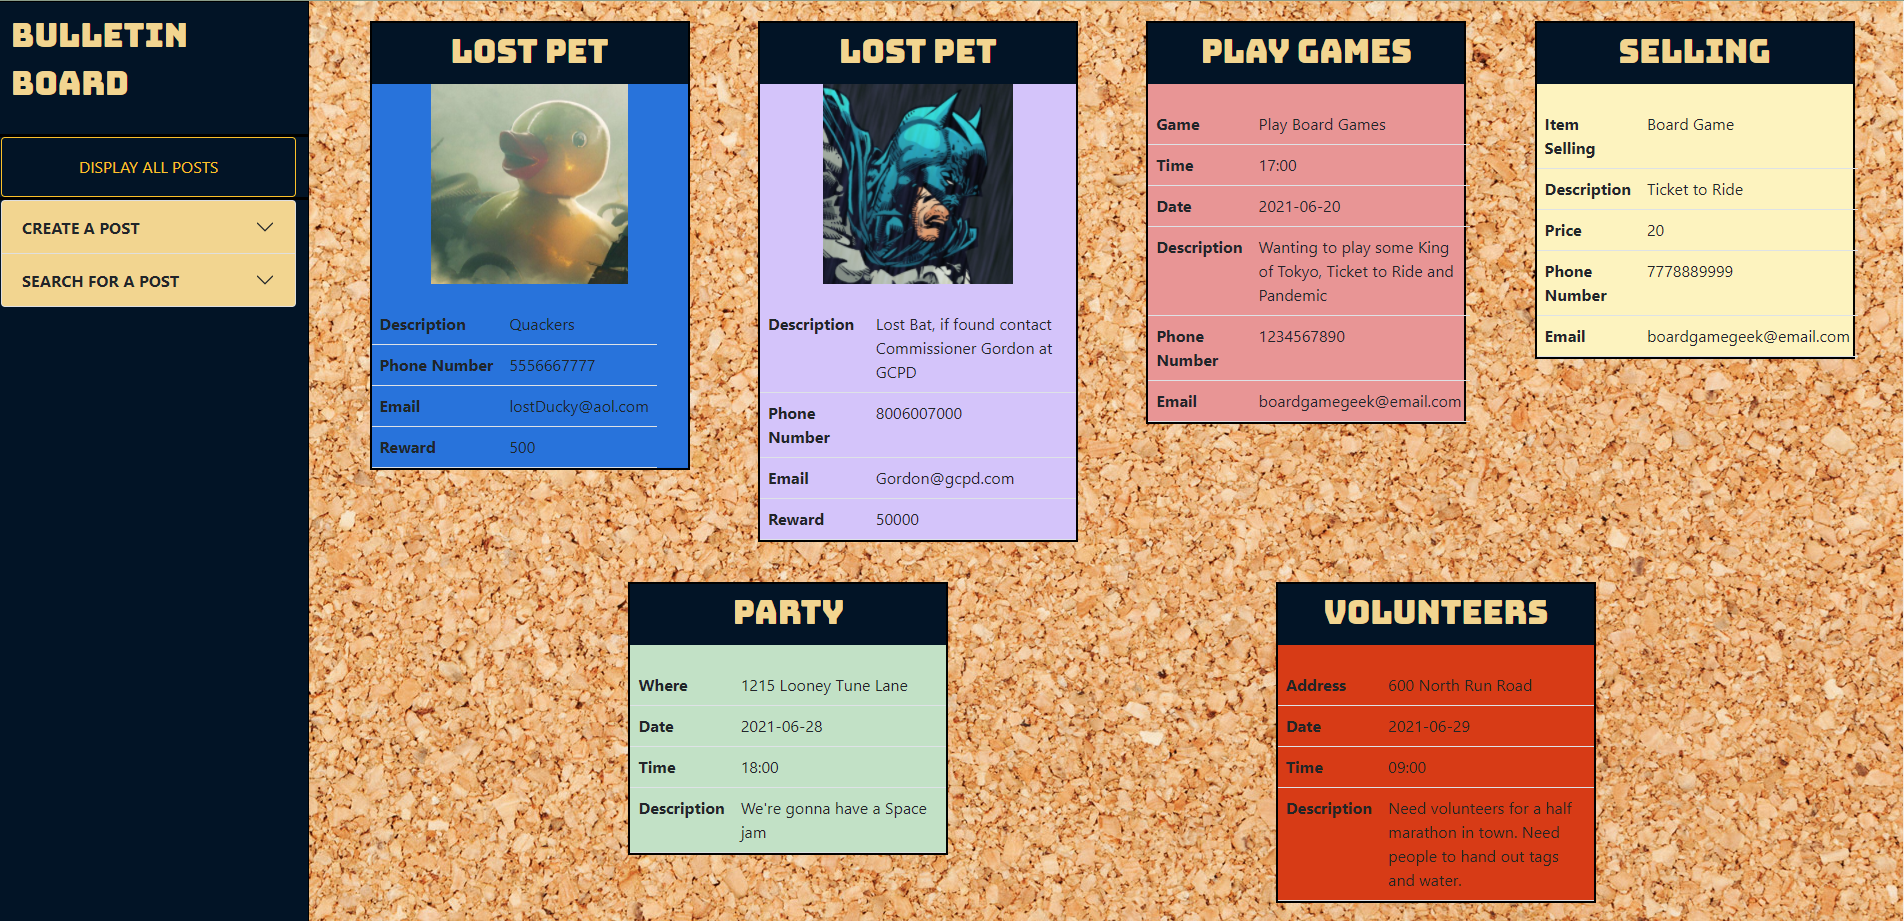 BULLETIN
BOARD
DISPLAY ALL POSTS
CREATE A POST
SEARCH FOR A POST
LOST PET
Description Quackers
Phone Number 5556667777
Email lostDucky@aol.com
Reward 500
LOST PET
Description Lost Bat, if found contact
Commissioner Gordon at
GCPD
Phone 8006007000
Number
Email Gordon@gcpd.com
Reward 50000
PLAY GAMES
Game Play Board Games
Time 17:00
Date 2021-06-20
Description Wanting to play some King
of Tokyo, Ticket to Ride and
Pandemic
Phone 1234567890
Number
Email boardgamegeek@email.com
SELLING
Item Board Game
Selling
Description Ticket to Ride
Price 20
Phone 7778889999
Number
Email boardgamegeek@email.com
PARTY
Where 1215 Looney Tune Lane
Date 2021-06-28
Time 18:00
Description We're gonna have a Space
jam
VOLUNTEERS
Address 600 North Run Road
Date 2021-06-29
Time 09:00
Description Need volunteers for a half
marathon in town. Need
people to hand out tags
and water.